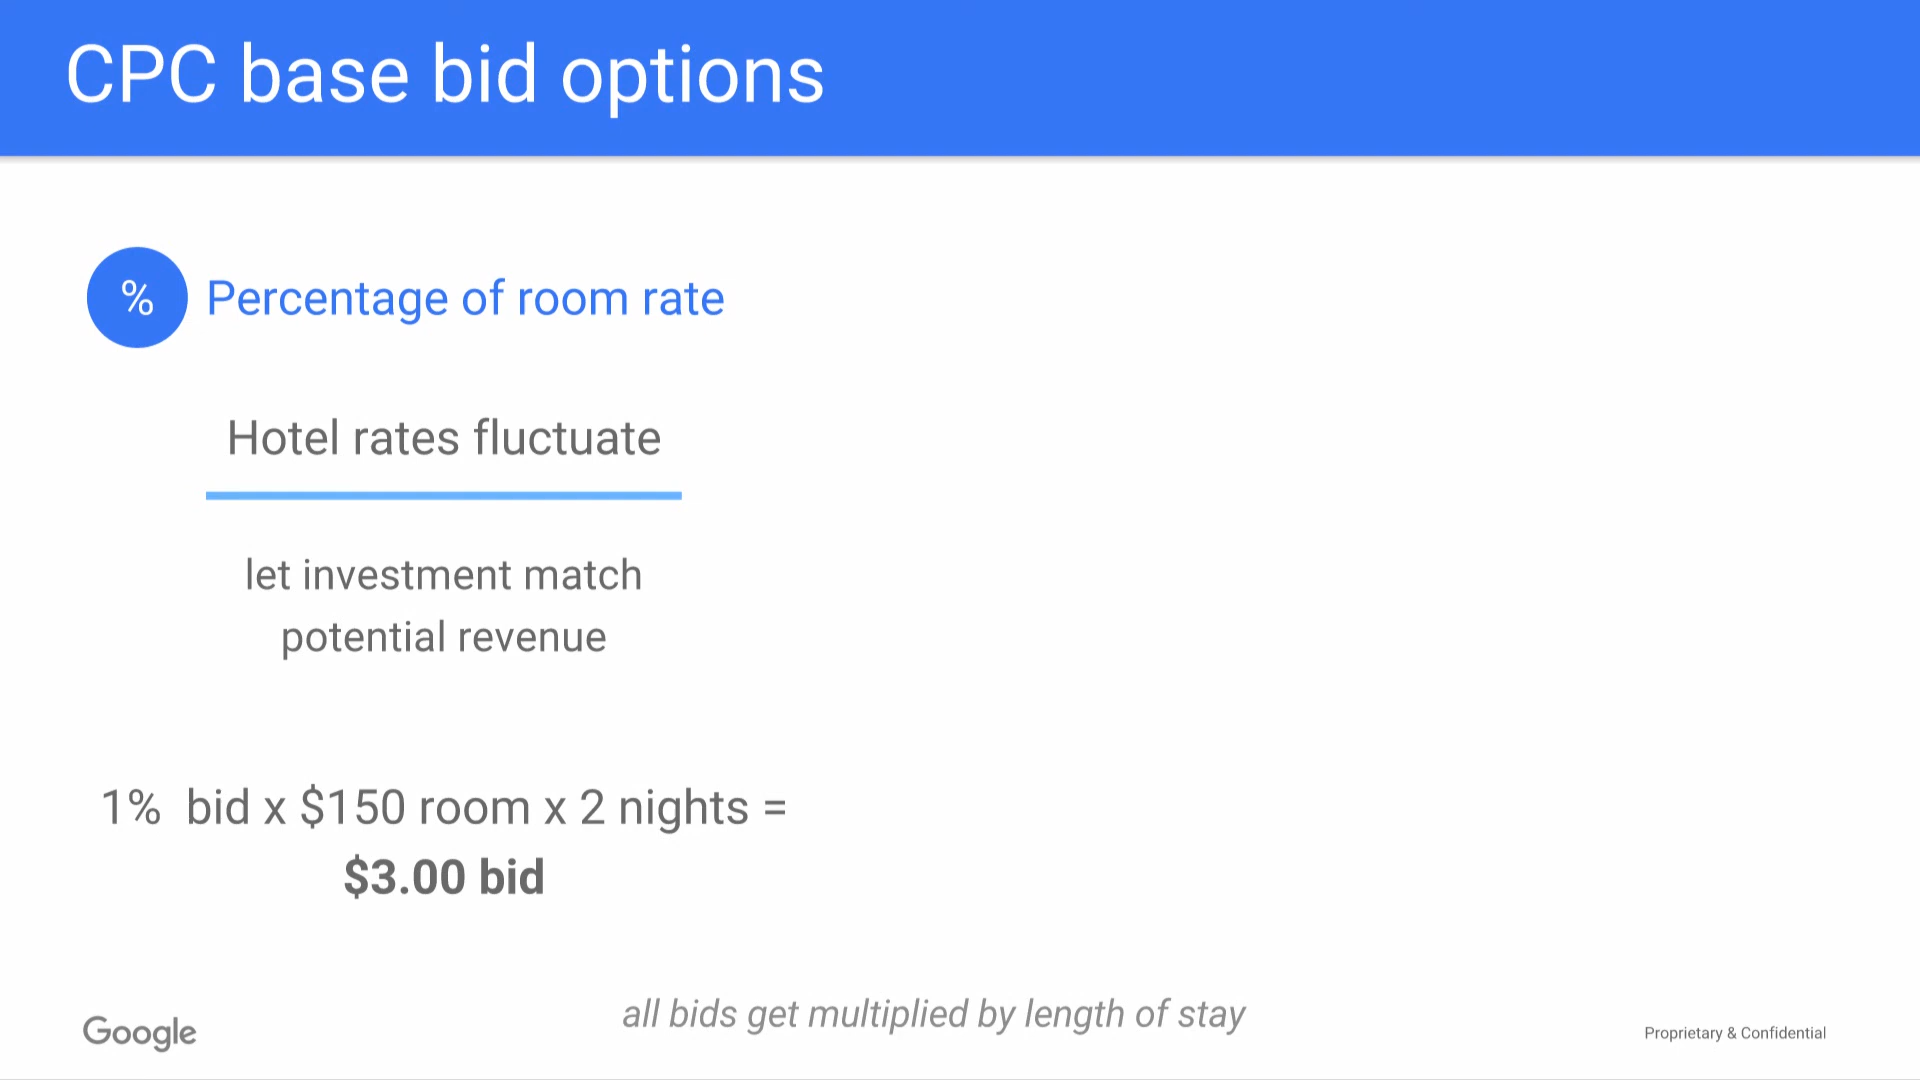 CPC base bid options
%
Percentage of room rate
Hotel rates fluctuate
let investment match
potential revenue
1% bid x $150 room x 2 nights =
$3.00 bid
all bids get multiplied by length of stay
Google
Proprietary & Confidential